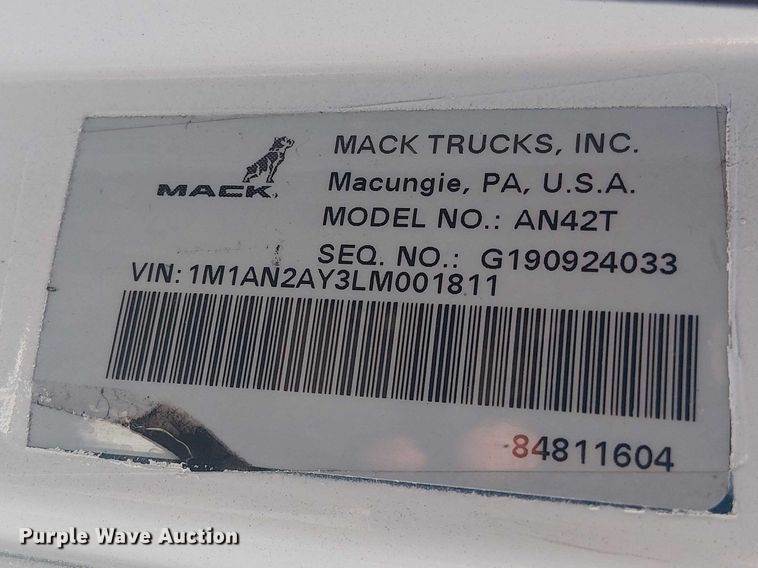 MACK
MACK TRUCKS, INC.
Macungie, PA, U.S.A.
MODEL NO.: AN42T
SEQ. NO.: G190924033
VIN: 1M1AN2AY3LM001811
84811604
Purple Wave Auction